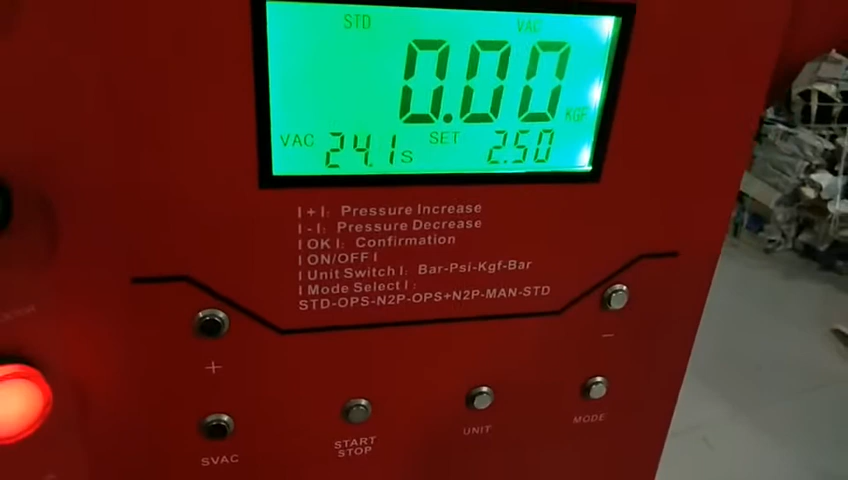 STD VAC
0.00 KGF
VAC 24.1 S SET 2.50
I + I: Pressure Increase
I - I: Pressure Decrease
I OK I: Confirmation
I ON/OFF I
I Unit Switch I: Bar-Psi-Kgf-Bar
I Mode Select I:
STD-OPS-N2P-OPS+N2P-MAN-STD
+
-
SVAC
START
STOP
UNIT
MODE